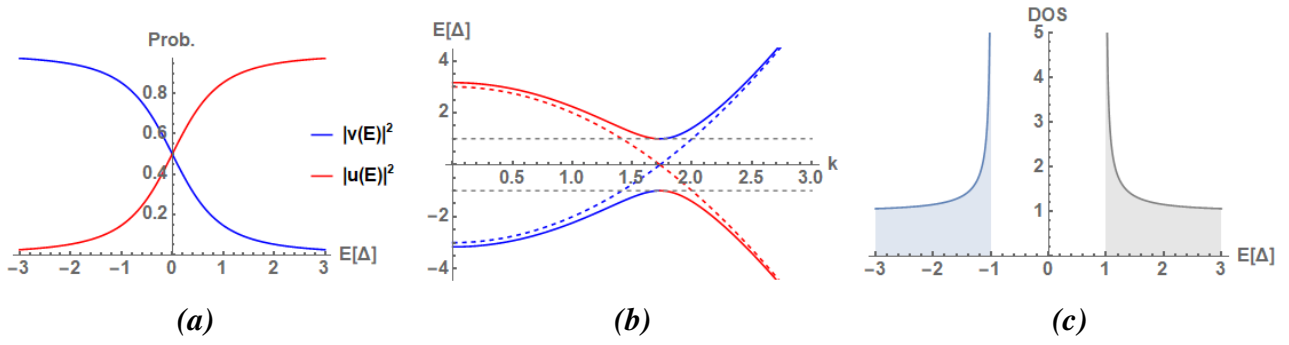 Prob.
0.8
0.6
0.4
0.2
−3 −2 −1 0 1 2 3
E[Δ]
|v(E)|²
|u(E)|²
(a)
E[Δ]
4
2
−2
−4
0.5 1.0 1.5 2.0 2.5 3.0
k
(b)
DOS
5
4
3
2
1
−3 −2 −1 0 1 2 3
E[Δ]
(c)